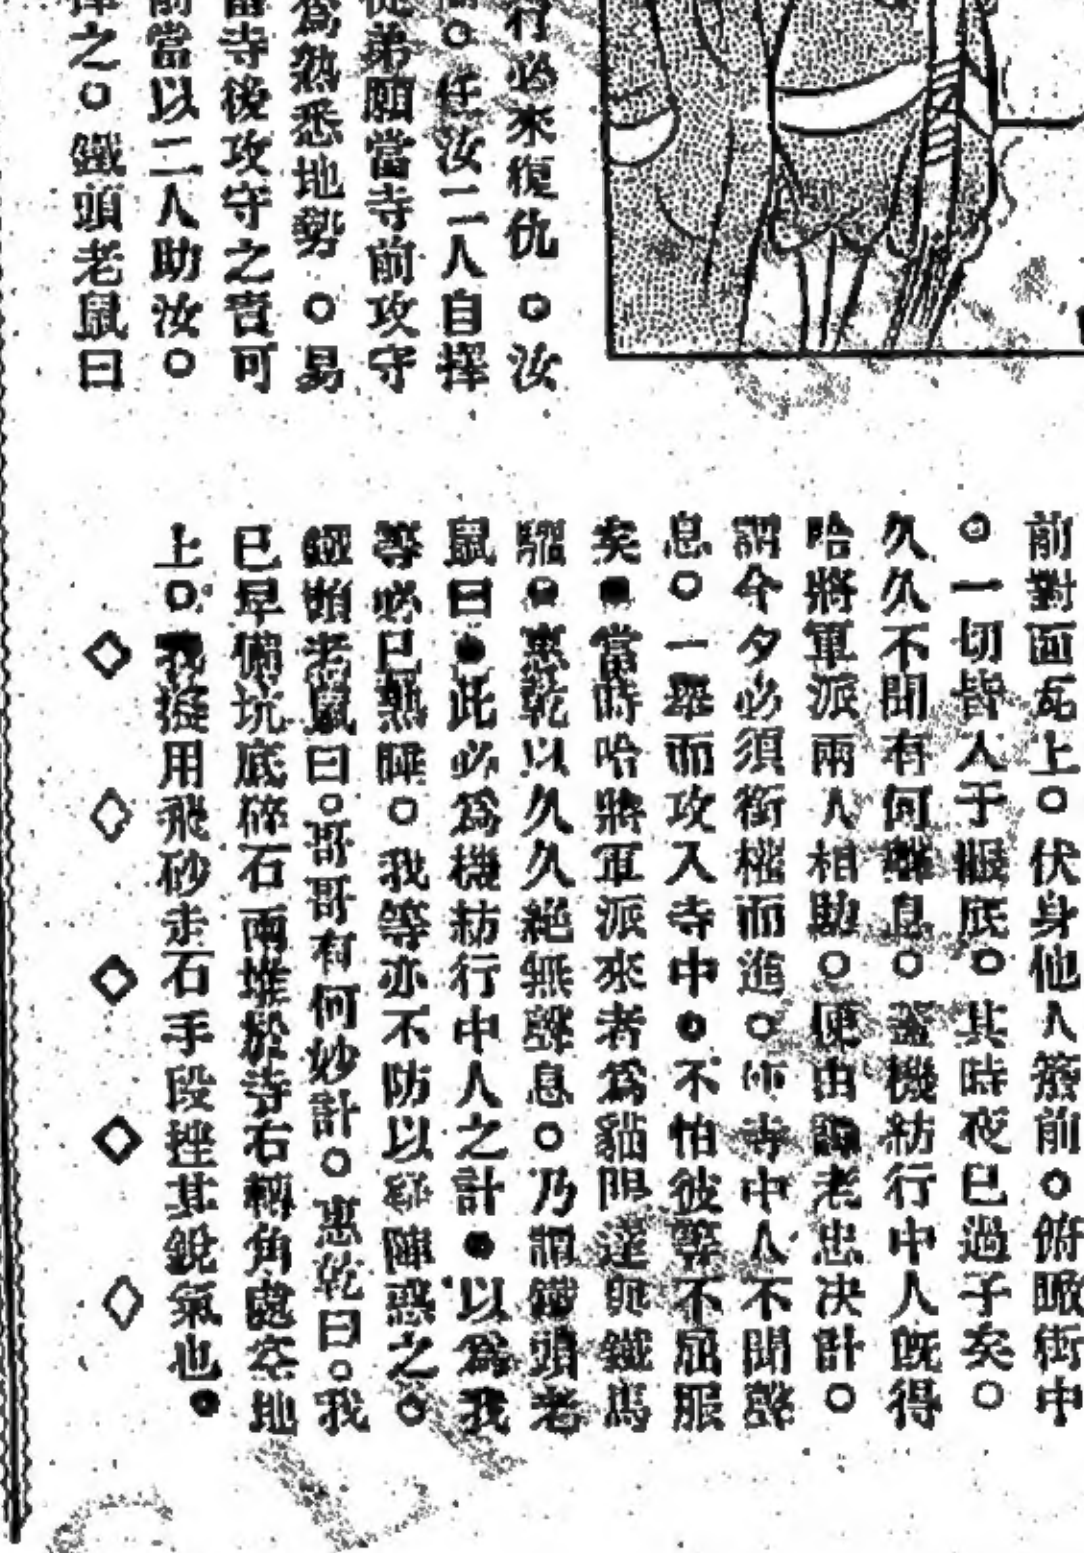 行必來復仇。汝
。任汝二人自擇
從弟願當寺前攻守
爲熟悉地勢。易
當寺後攻守之責可
前當以二人助汝。
擇之。鐵頭老鼠曰
前對面瓦上。伏身他人簷前。俯瞰街中
。一切皆人于眼底。其時夜已過子矣。
久久不聞有何聲息。蓋機紡行中人旣得
哈將軍派兩人相助。便由譚老忠决計。
謂今夕必須銜枚而進。使寺中人不聞聲
息。一舉而攻入寺中。不怕彼等不屈服
矣。當時哈將軍派來者爲貓眼達與鐵馬
騮。惠乾以久久絕無聲息。乃謂鐵頭老
鼠曰。此必爲機紡行中人之計。以爲我
等必已熟睡。我等亦不防以疑陣惑之。
鐵頭老鼠曰。哥哥有何妙計。惠乾曰。我
已早備坑底碎石兩堆於寺右轉角處空地
上。我擬用飛砂走石手段挫其銳氣也。